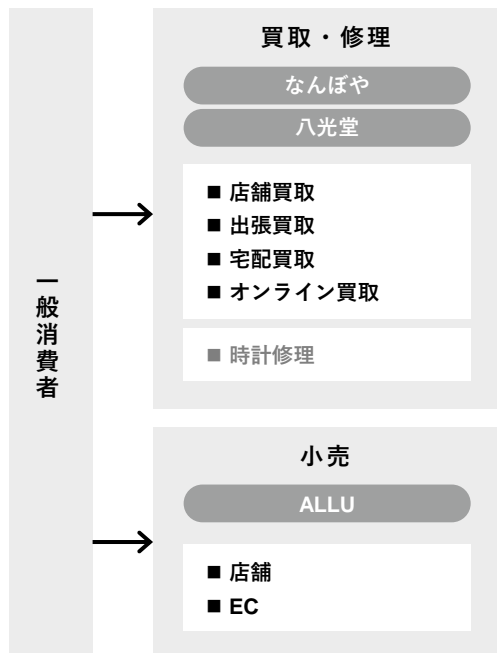 一般消費者
買取・修理
なんぼや
八光堂
■ 店舗買取
■ 出張買取
■ 宅配買取
■ オンライン買取
■ 時計修理
小売
ALLU
■ 店舗
■ EC